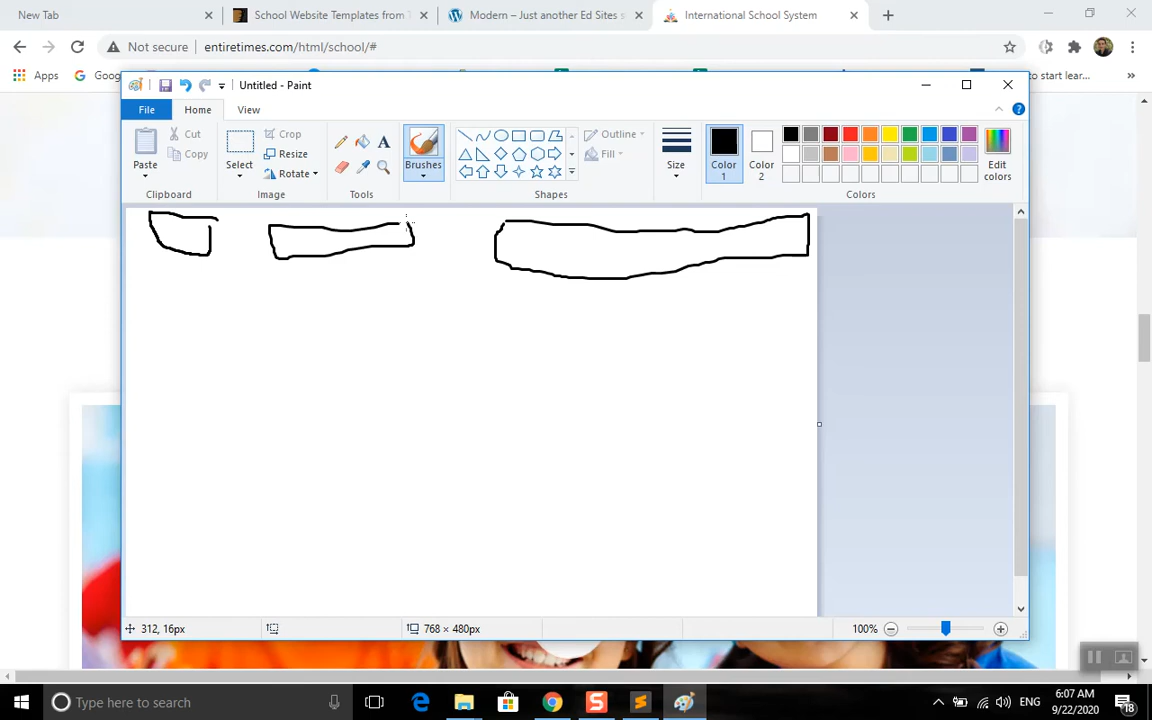 New Tab
School Website Templates from T
Modern – Just another Ed Sites s
International School System
Not secure
entiretimes.com/html/school/#
Apps
Goog
to start lear...
Untitled - Paint
File
Home
View
Paste
Cut
Copy
Clipboard
Select
Crop
Resize
Rotate
Image
Tools
Brushes
Shapes
Outline
Fill
Size
Color
1
Color
2
Edit
colors
Colors
312, 16px
768 × 480px
100%
Type here to search
ENG
6:07 AM
9/22/2020
18